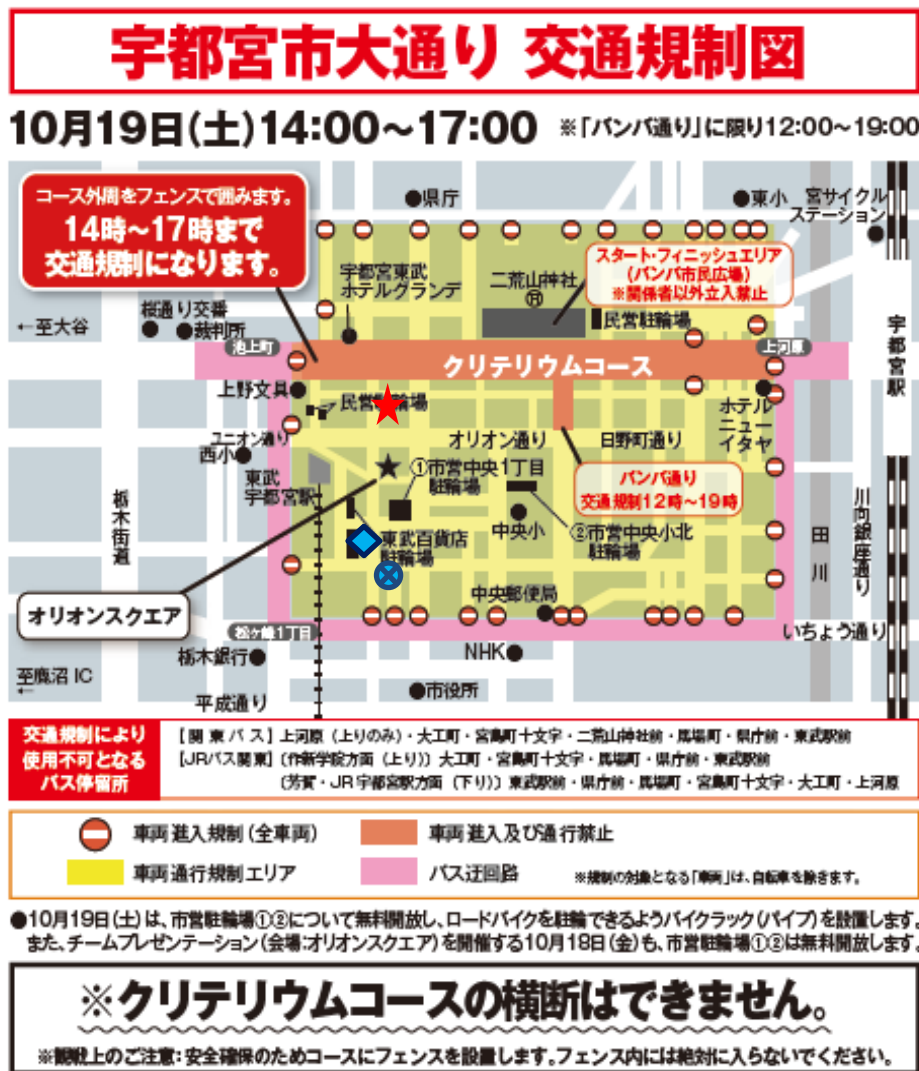 宇都宮市大通り 交通規制図
10月19日(土)14:00〜17:00 ※「バンバ通り」に限り12:00〜19:00
コース外周をフェンスで囲みます。
14時〜17時まで
交通規制になります。
県庁
東小
宮サイクル
ステーション
宇都宮東武
ホテルグランデ
二荒山神社
スタート・フィニッシュエリア
(バンバ市民広場)
※関係者以外立入禁止
民営駐輪場
桜通り交番
←至大谷
裁判所
池上町
クリテリウムコース
上河原
宇都宮駅
上野文具
民営駐輪場
ホテル
ニュー
イタヤ
ユニオン通り
オリオン通り
日野町通り
西小
東武
宇都宮駅
①市営中央1丁目
駐輪場
バンバ通り
交通規制12時〜19時
栃木街道
東武百貨店
駐輪場
中央小
②市営中央小北
駐輪場
田川
川向銀座通り
中央郵便局
オリオンスクエア
松ヶ峰1丁目
いちょう通り
栃木銀行
NHK
至鹿沼 IC
←
市役所
平成通り
交通規制により
使用不可となる
バス停留所
【関東バス】上河原（上りのみ）・大工町・宮島町十文字・二荒山神社前・馬場町・県庁前・東武駅前
【JRバス関東】(作新学院方面（上り）) 大工町・宮島町十文字・馬場町・県庁前・東武駅前
(芳賀・JR宇都宮駅方面（下り）) 東武駅前・県庁前・馬場町・宮島町十文字・大工町・上河原
車両進入規制(全車両)
車両進入及び通行禁止
車両通行規制エリア
バス迂回路
※規制の対象となる「車両」は、自転車を除きます。
●10月19日(土)は、市営駐輪場①②について無料開放し、ロードバイクを駐輪できるようバイクラック(パイプ)を設置します。
また、チームプレゼンテーション(会場:オリオンスクエア)を開催する10月18日(金)も、市営駐輪場①②は無料開放します。
※クリテリウムコースの横断はできません。
※観戦上のご注意:安全確保のためコースにフェンスを設置します。フェンス内には絶対に入らないでください。